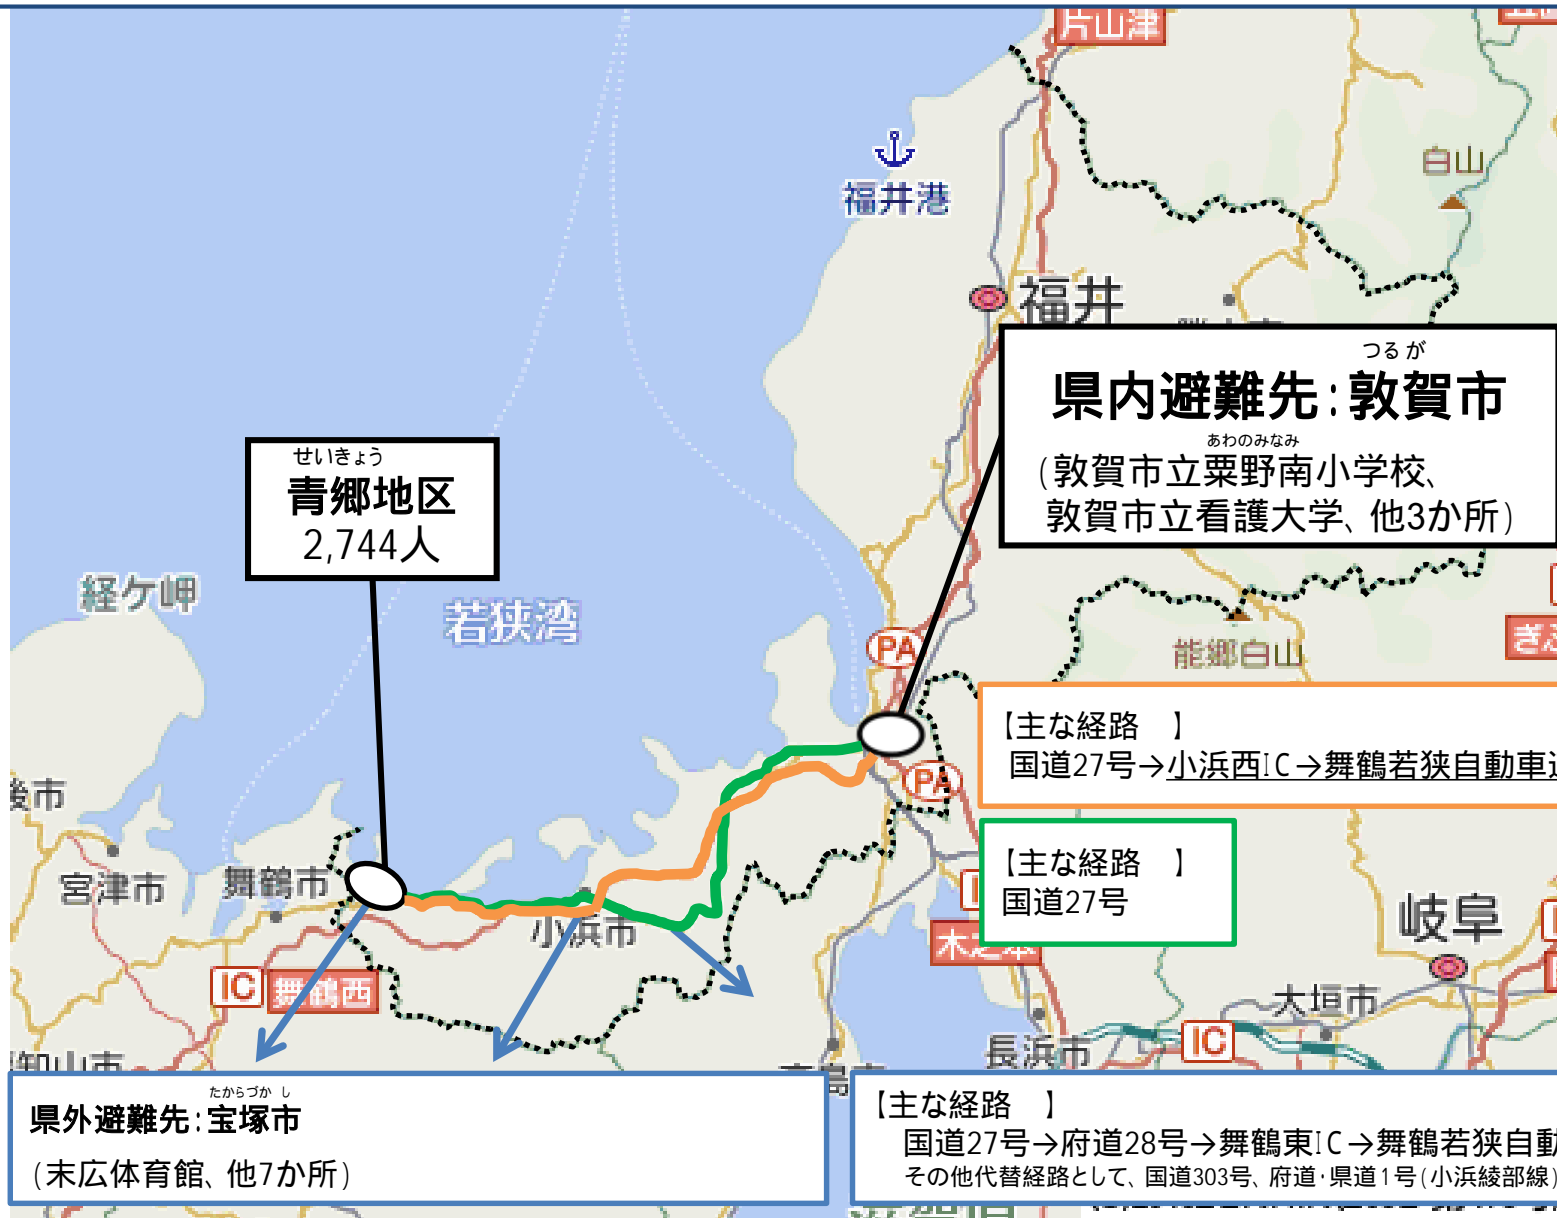 片山津
白山
福井港
福井
つるが
県内避難先:敦賀市
あわのみなみ
(敦賀市立粟野南小学校、
敦賀市立看護大学、他3か所)
せいきょう
青郷地区
2,744人
経ケ岬
若狭湾
PA
能郷白山
【主な経路　】
国道27号→小浜西IC→舞鶴若狭自動車
PA
宮津市
舞鶴市
小浜市
【主な経路　】
国道27号
岐阜
IC
舞鶴西
大垣市
長浜市
IC
知山市
たからづか し
県外避難先:宝塚市
(末広体育館、他7か所)
【主な経路　】
国道27号→府道28号→舞鶴東IC→舞鶴若狭自動
その他代替経路として、国道303号、府道・県道1号(小浜綾部線)